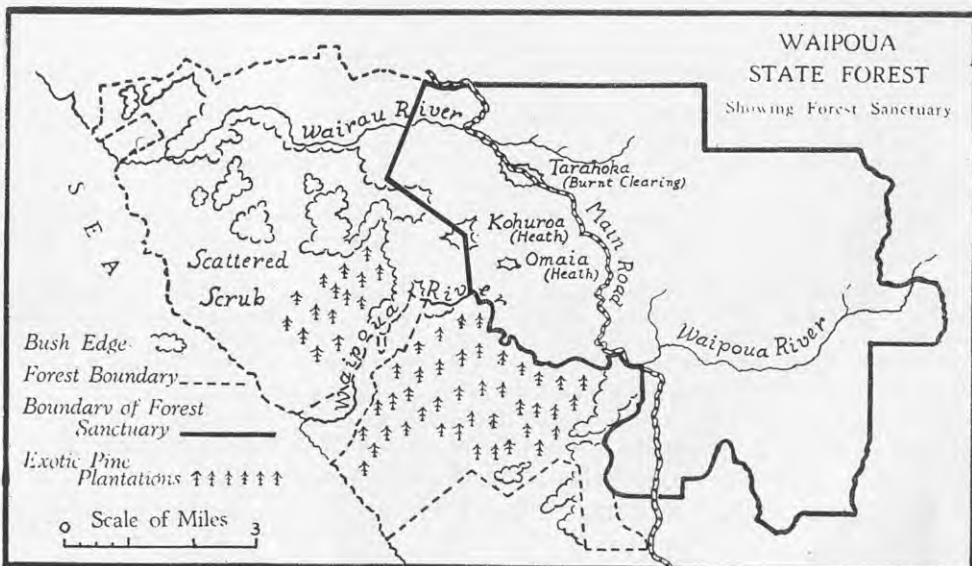 WAIPOUA
STATE FOREST
Showing Forest Sanctuary
Wairau River
Tarahoka
(Burnt Clearing)
SEA
Kohuroa
(Heath)
Main Road
Omaia
(Heath)
Scattered
Scrub
Waipoua River
Waipoua River
Bush Edge
Forest Boundary
Boundary of Forest
Sanctuary
Exotic Pine
Plantations
0 Scale of Miles 3